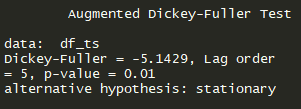 Augmented Dickey-Fuller Test
data:  df_ts
Dickey-Fuller = -5.1429, Lag order
= 5, p-value = 0.01
alternative hypothesis: stationary